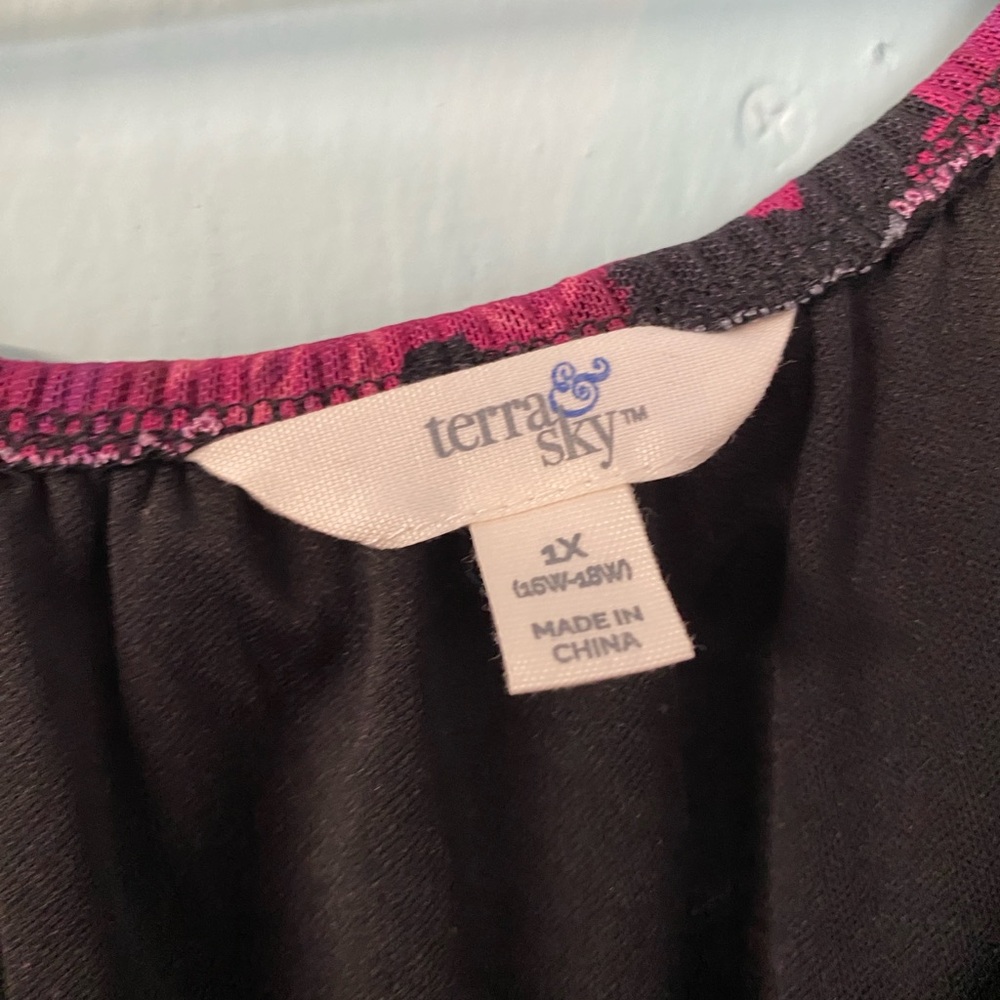 terra &
sky™
1X
(16W-18W)
MADE IN
CHINA